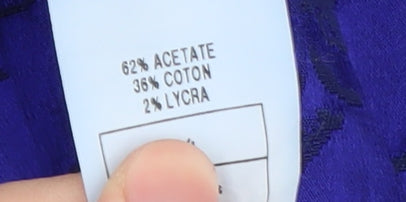 62% ACETATE
36% COTON
2% LYCRA